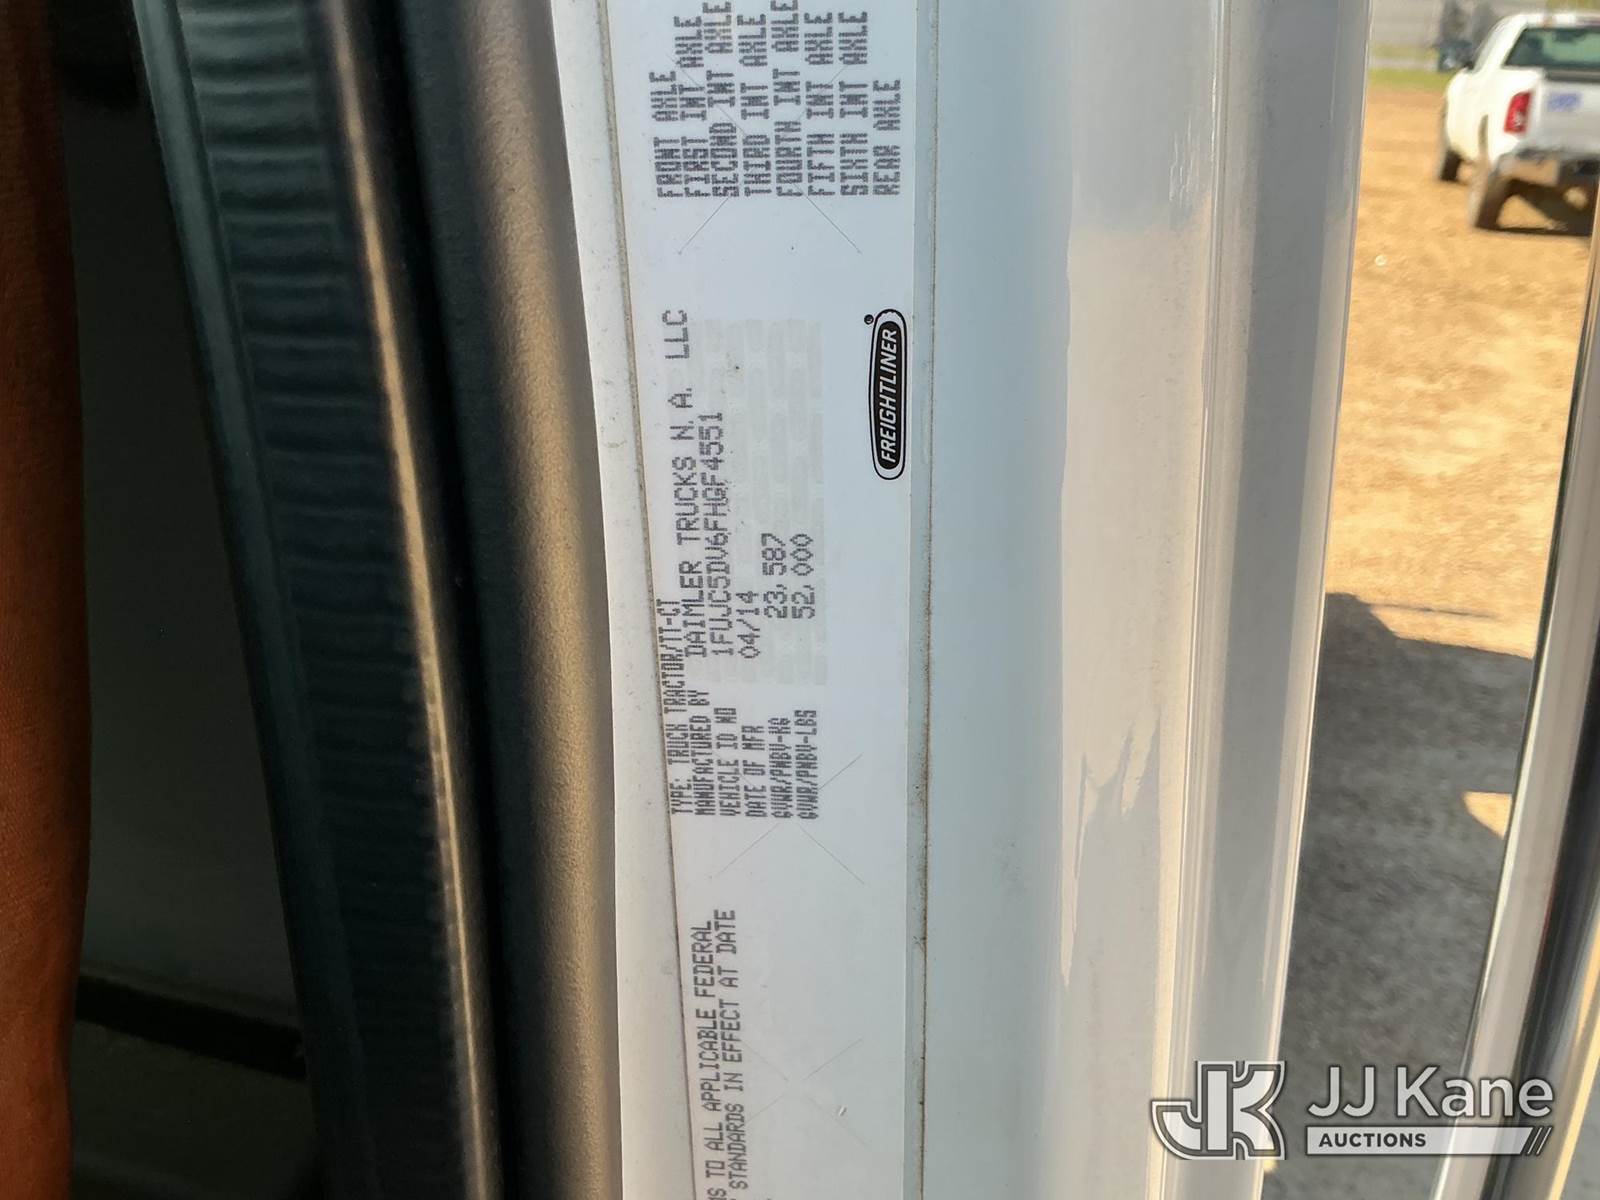 NS TO ALL APPLICABLE FEDERAL
STANDARDS IN EFFECT AT DATE
TYPE: TRUCK TRACTOR/TT-CT
MANUFACTURED BY DAIMLER TRUCKS N.A. LLC
VEHICLE ID NO 1FUJC5DV6FHGF4551
DATE OF MFR 04/14
GVWR/PNBV-KG 23,587
GVWR/PNBV-LBS 52,000
FREIGHTLINER
FRONT AXLE
FIRST INT AXLE
SECOND INT AXLE
THIRD INT AXLE
FOURTH INT AXLE
FIFTH INT AXLE
SIXTH INT AXLE
REAR AXLE
JK JJ Kane
AUCTIONS